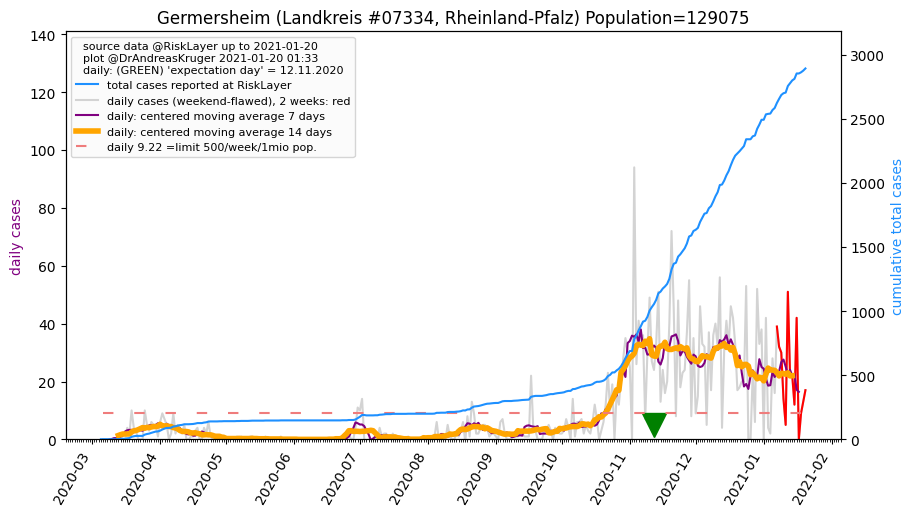 Germersheim (Landkreis #07334, Rheinland-Pfalz) Population=129075
source data @RiskLayer up to 2021-01-20
plot @DrAndreasKruger 2021-01-20 01:33
daily: (GREEN) 'expectation day' = 12.11.2020
total cases reported at RiskLayer
daily cases (weekend-flawed), 2 weeks: red
daily: centered moving average 7 days
daily: centered moving average 14 days
daily 9.22 =limit 500/week/1mio pop.
daily cases
140
120
100
80
60
40
20
0
cumulative total cases
3000
2500
2000
1500
1000
500
0
2020-03
2020-04
2020-05
2020-06
2020-07
2020-08
2020-09
2020-10
2020-11
2020-12
2021-01
2021-02